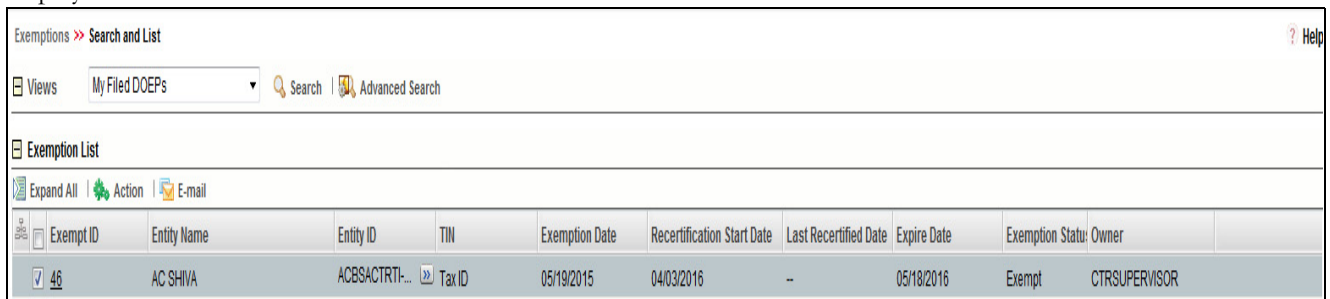 Exemptions >> Search and List ? Help
Views My Filed DOEPs Search | Advanced Search
Exemption List
Expand All | Action | E-mail
Exempt ID Entity Name Entity ID TIN Exemption Date Recertification Start Date Last Recertified Date Expire Date Exemption Statu Owner
46 AC SHIVA ACBSACTRTI-... >> Tax ID 05/19/2015 04/03/2016 -- 05/18/2016 Exempt CTRSUPERVISOR